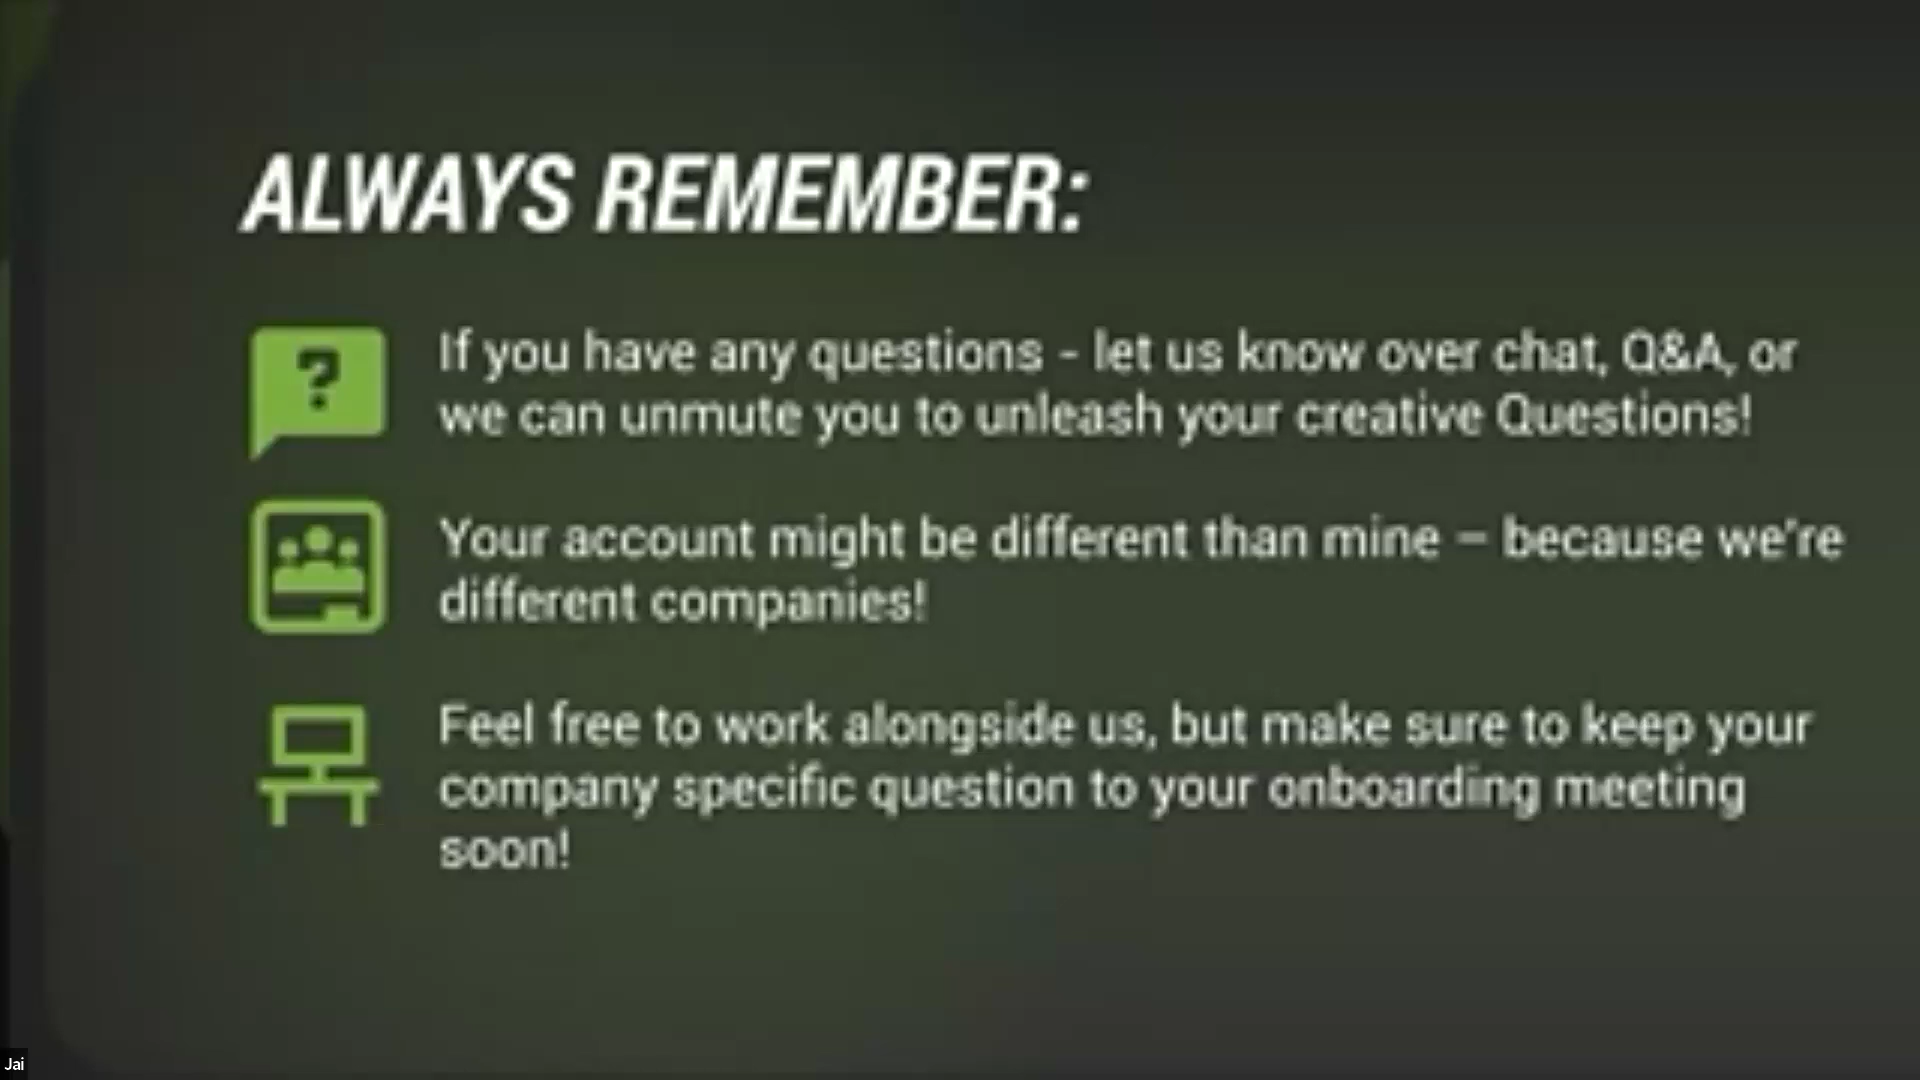 ALWAYS REMEMBER:
?
If you have any questions - let us know over chat, Q&A, or
we can unmute you to unleash your creative Questions!
Your account might be different than mine – because we're
different companies!
Feel free to work alongside us, but make sure to keep your
company specific question to your onboarding meeting
soon!
Jai